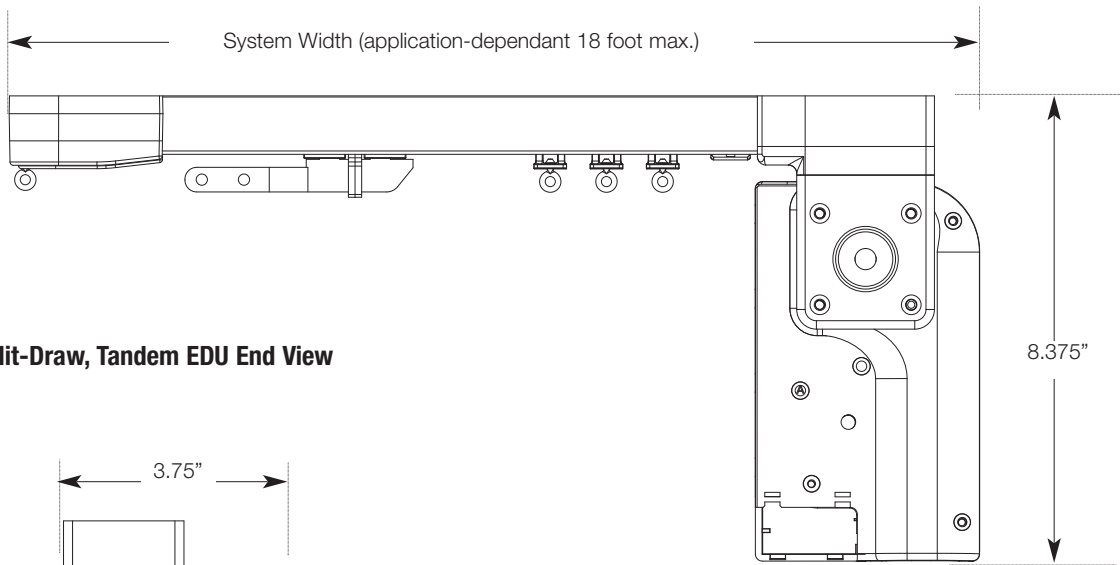 System Width (application-dependant 18 foot max.)
8.375”
lit-Draw, Tandem EDU End View
3.75”
A